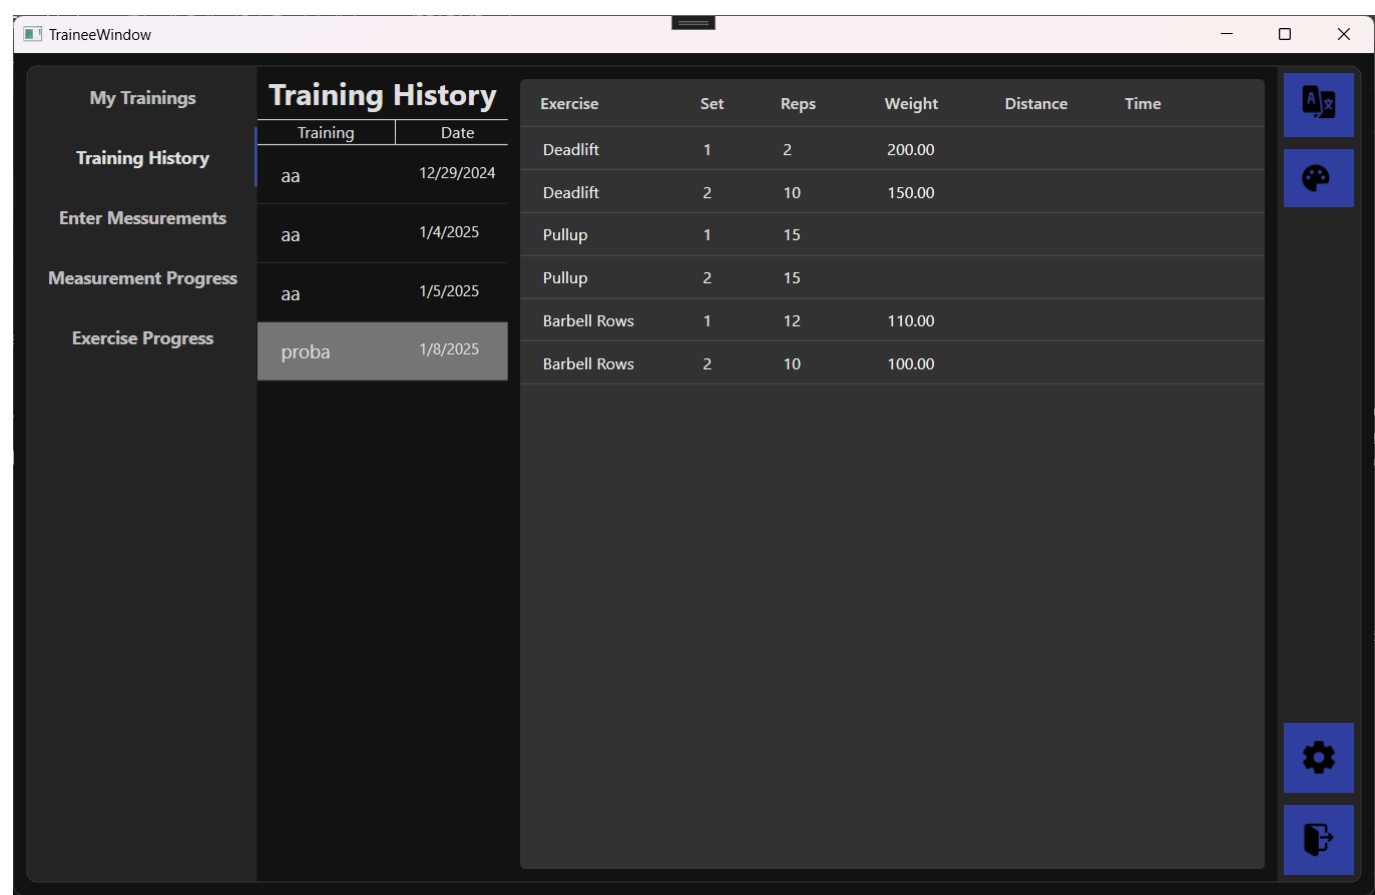 TraineeWindow
My Trainings
Training History
Enter Messurements
Measurement Progress
Exercise Progress
Training History
Training Date
aa 12/29/2024
aa 1/4/2025
aa 1/5/2025
proba 1/8/2025
Exercise Set Reps Weight Distance Time
Deadlift 1 2 200.00
Deadlift 2 10 150.00
Pullup 1 15
Pullup 2 15
Barbell Rows 1 12 110.00
Barbell Rows 2 10 100.00
A 文